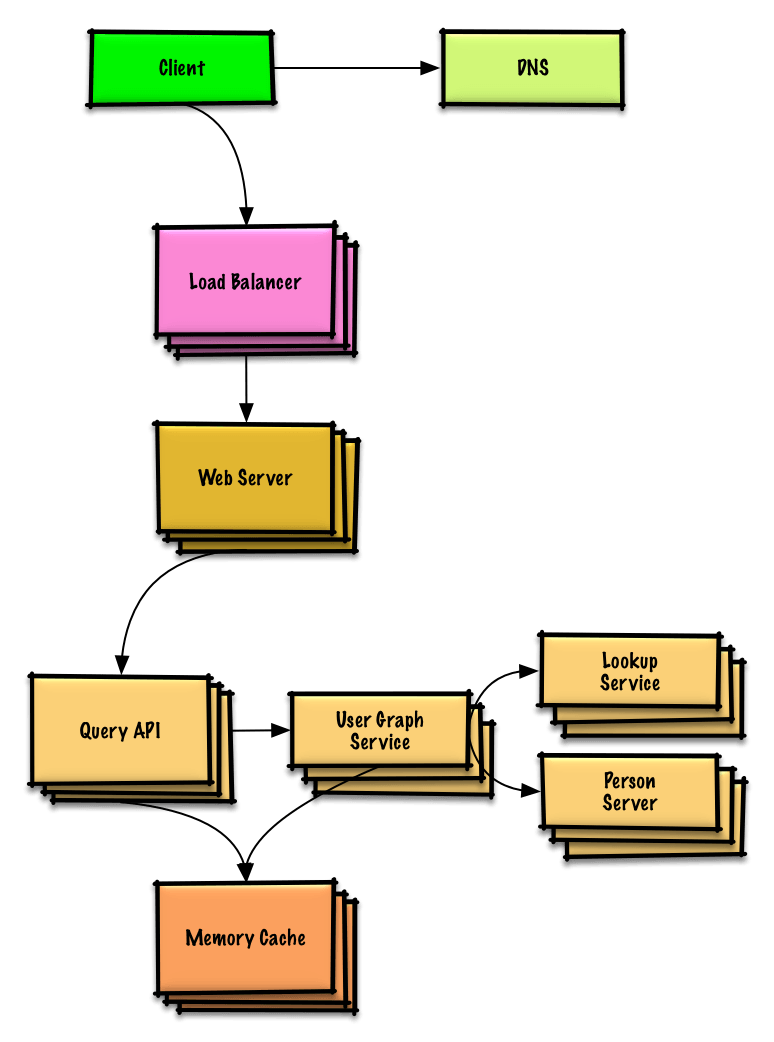 Client
DNS
Load Balancer
Web Server
Query API
User Graph
Service
Lookup
Service
Person
Server
Memory Cache